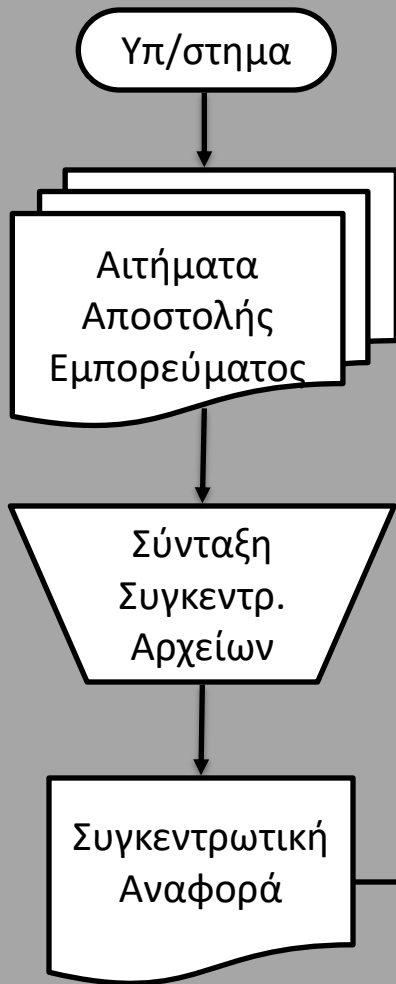 Υπ/στημα
Αιτήματα
Αποστολής
Εμπορεύματος
Σύνταξη
Συγκεντρ.
Αρχείων
Συγκεντρωτική
Αναφορά